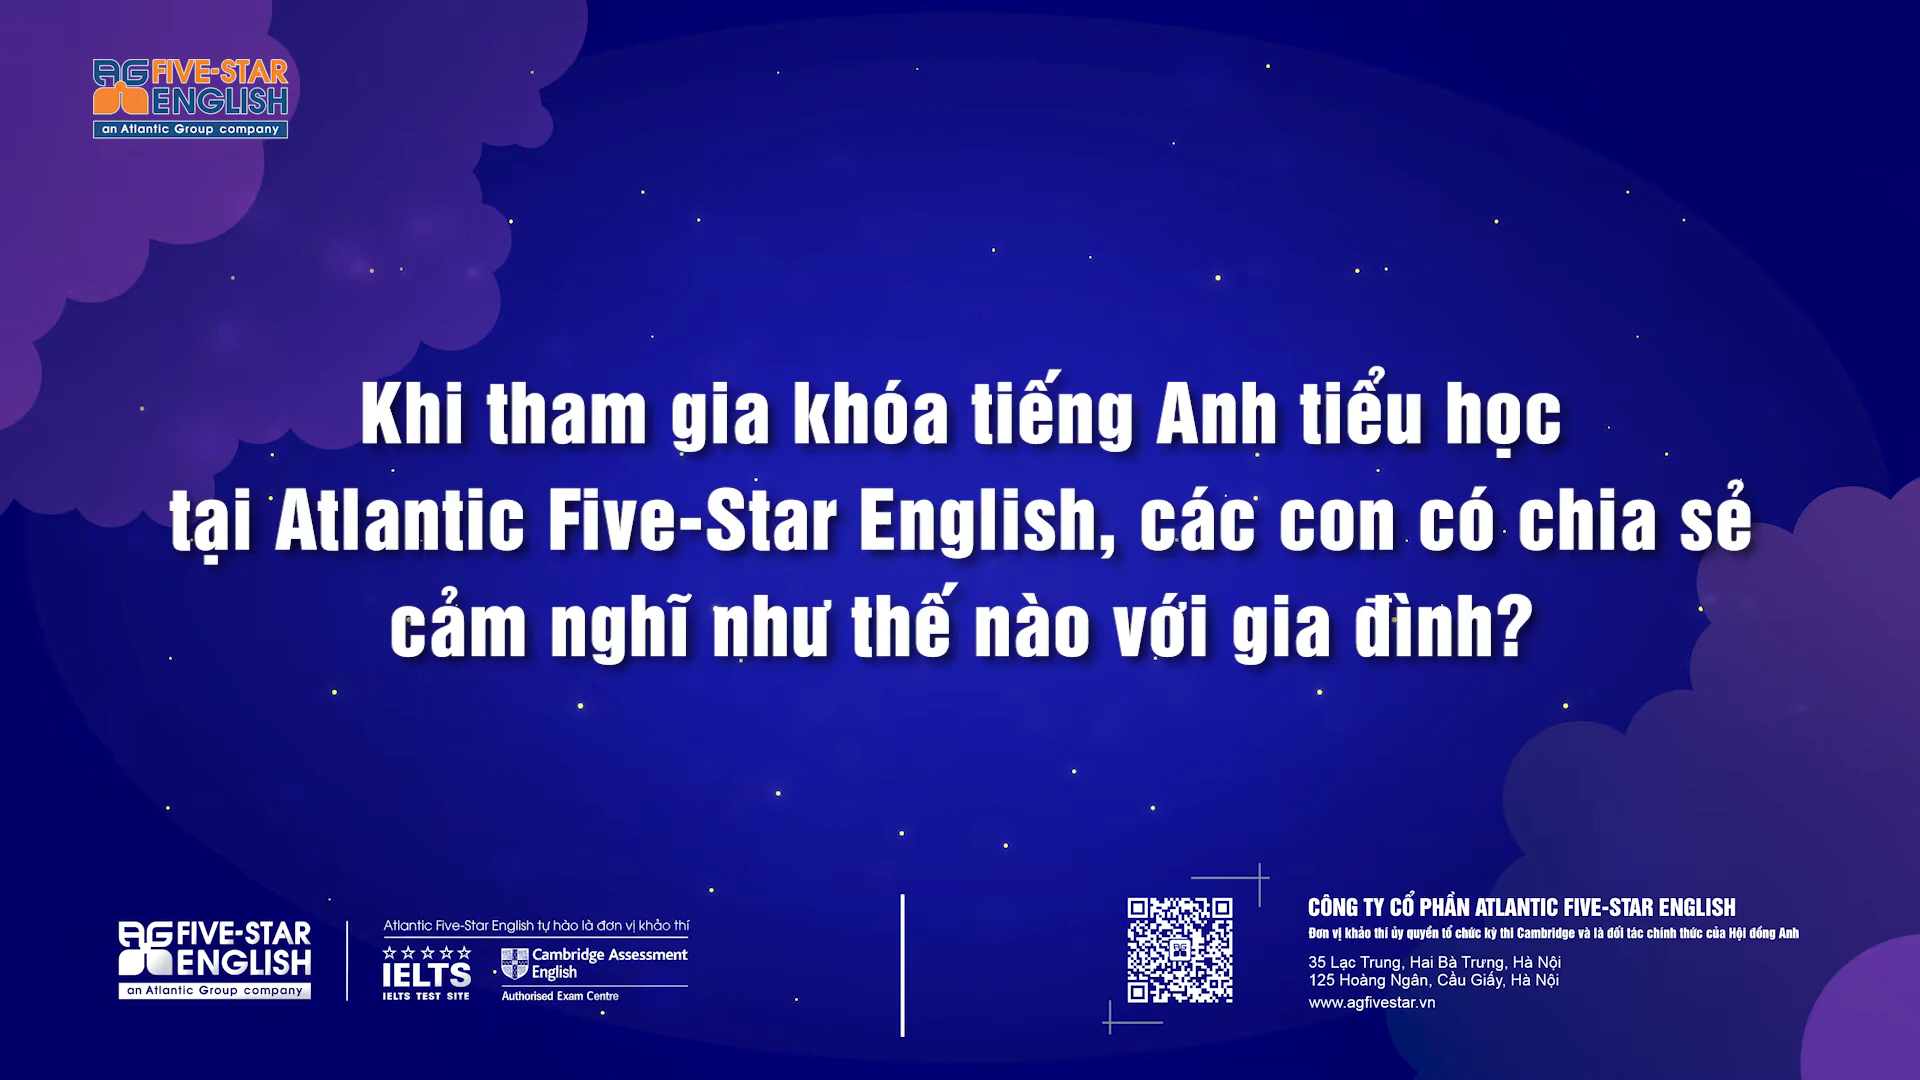 AG FIVE-STAR
ENGLISH
an Atlantic Group company
Khi tham gia khóa tiếng Anh tiểu học
tại Atlantic Five-Star English, các con có chia sẻ
cảm nghĩ như thế nào với gia đình?
AG FIVE-STAR
ENGLISH
an Atlantic Group company
Atlantic Five-Star English tự hào là đơn vị khảo thí
IELTS
IELTS TEST SITE
Cambridge Assessment
English
Authorised Exam Centre
CÔNG TY CỔ PHẦN ATLANTIC FIVE-STAR ENGLISH
Đơn vị khảo thí ủy quyền tổ chức kỳ thi Cambridge và là đối tác chính thức của Hội đồng Anh
35 Lạc Trung, Hai Bà Trưng, Hà Nội
125 Hoàng Ngân, Cầu Giấy, Hà Nội
www.agfivestar.vn